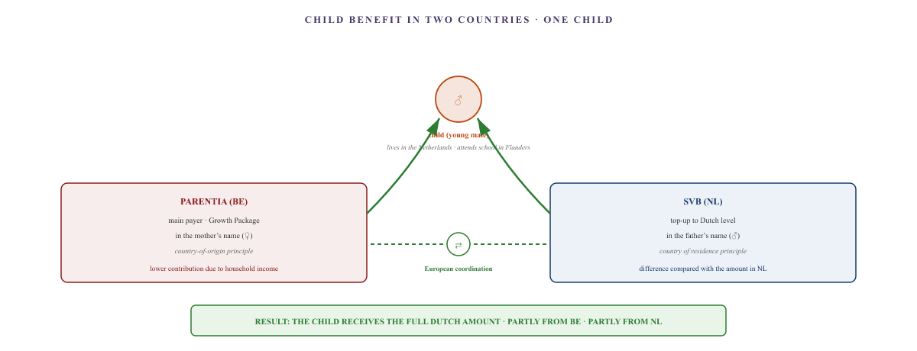 CHILD BENEFIT IN TWO COUNTRIES · ONE CHILD
♂
child (young man)
lives in the Netherlands · attends school in Flanders
PARENTIA (BE)
main payer · Growth Package
in the mother's name (♀)
country-of-origin principle
lower contribution due to household income
⇄
European coordination
SVB (NL)
top-up to Dutch level
in the father's name (♂)
country of residence principle
difference compared with the amount in NL
RESULT: THE CHILD RECEIVES THE FULL DUTCH AMOUNT · PARTLY FROM BE · PARTLY FROM NL